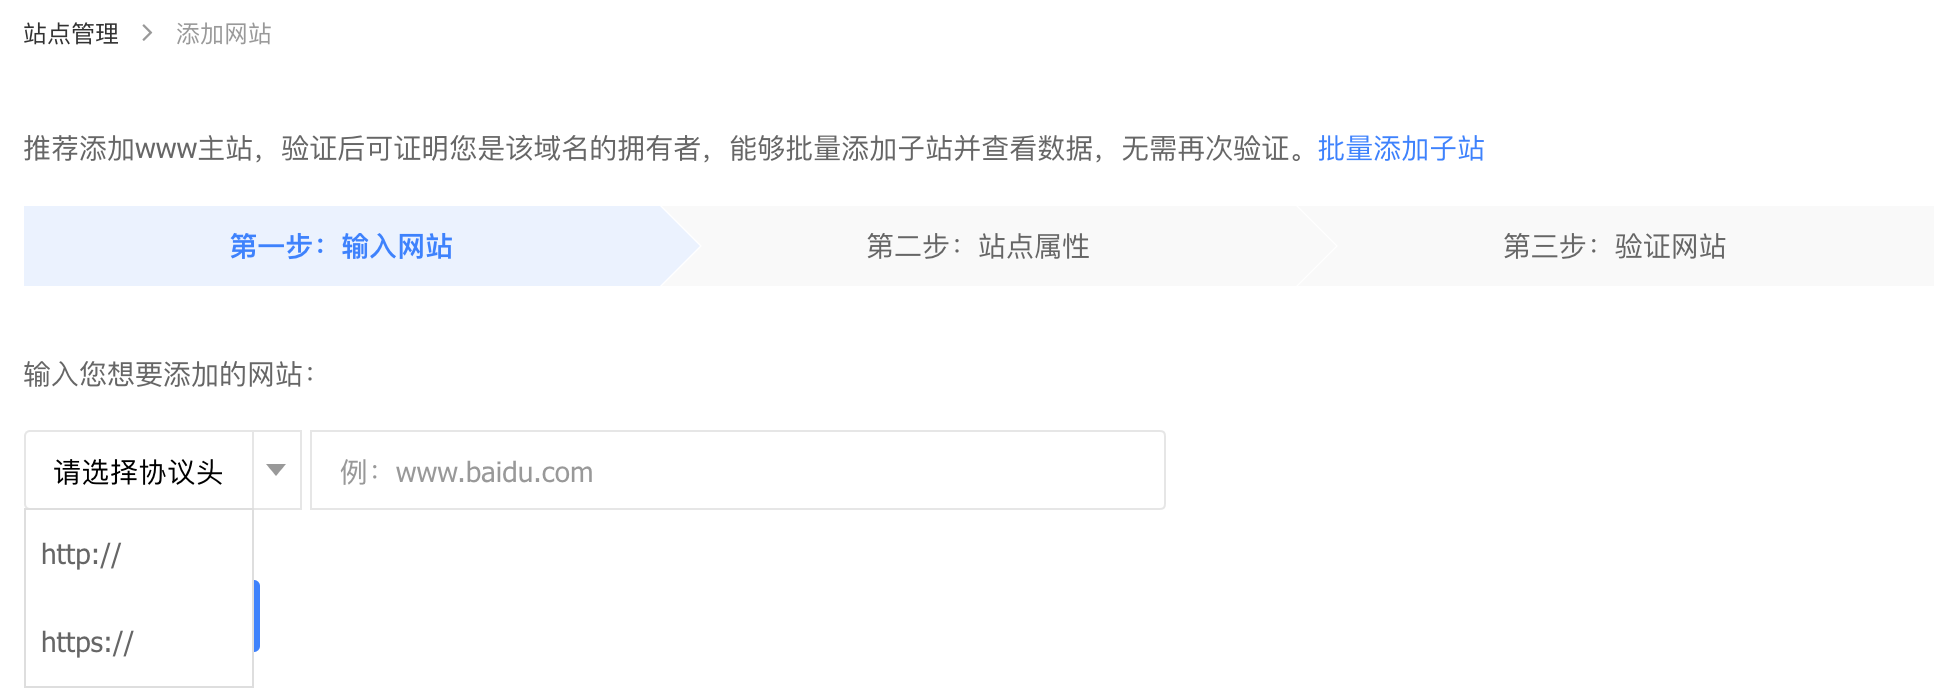 站点管理 > 添加网站
推荐添加www主站，验证后可证明您是该域名的拥有者，能够批量添加子站并查看数据，无需再次验证。批量添加子站
第一步：输入网站 第二步：站点属性 第三步：验证网站
输入您想要添加的网站：
请选择协议头 例：www.baidu.com
http://
https://